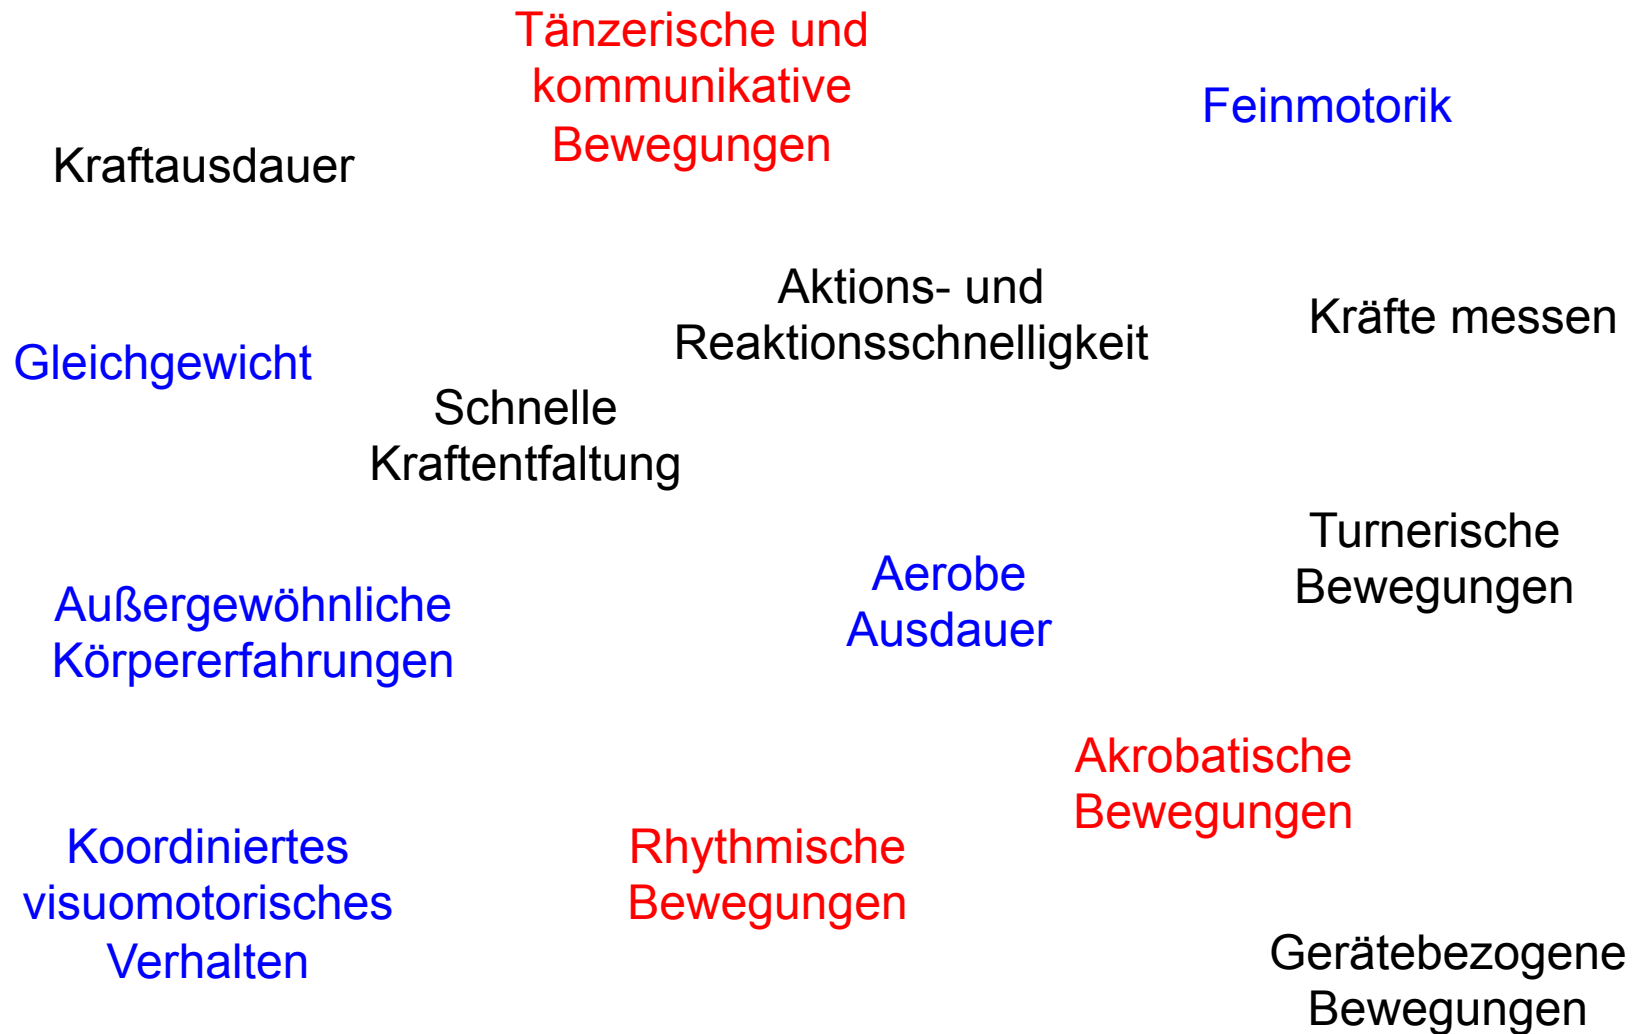 Tänzerische und
kommunikative
Bewegungen
Feinmotorik
Kraftausdauer
Aktions- und
Reaktionsschnelligkeit
Kräfte messen
Gleichgewicht
Schnelle
Kraftentfaltung
Turnerische
Bewegungen
Aerobe
Ausdauer
Außergewöhnliche
Körpererfahrungen
Akrobatische
Bewegungen
Koordiniertes
visuomotorisches
Verhalten
Rhythmische
Bewegungen
Gerätebezogene
Bewegungen